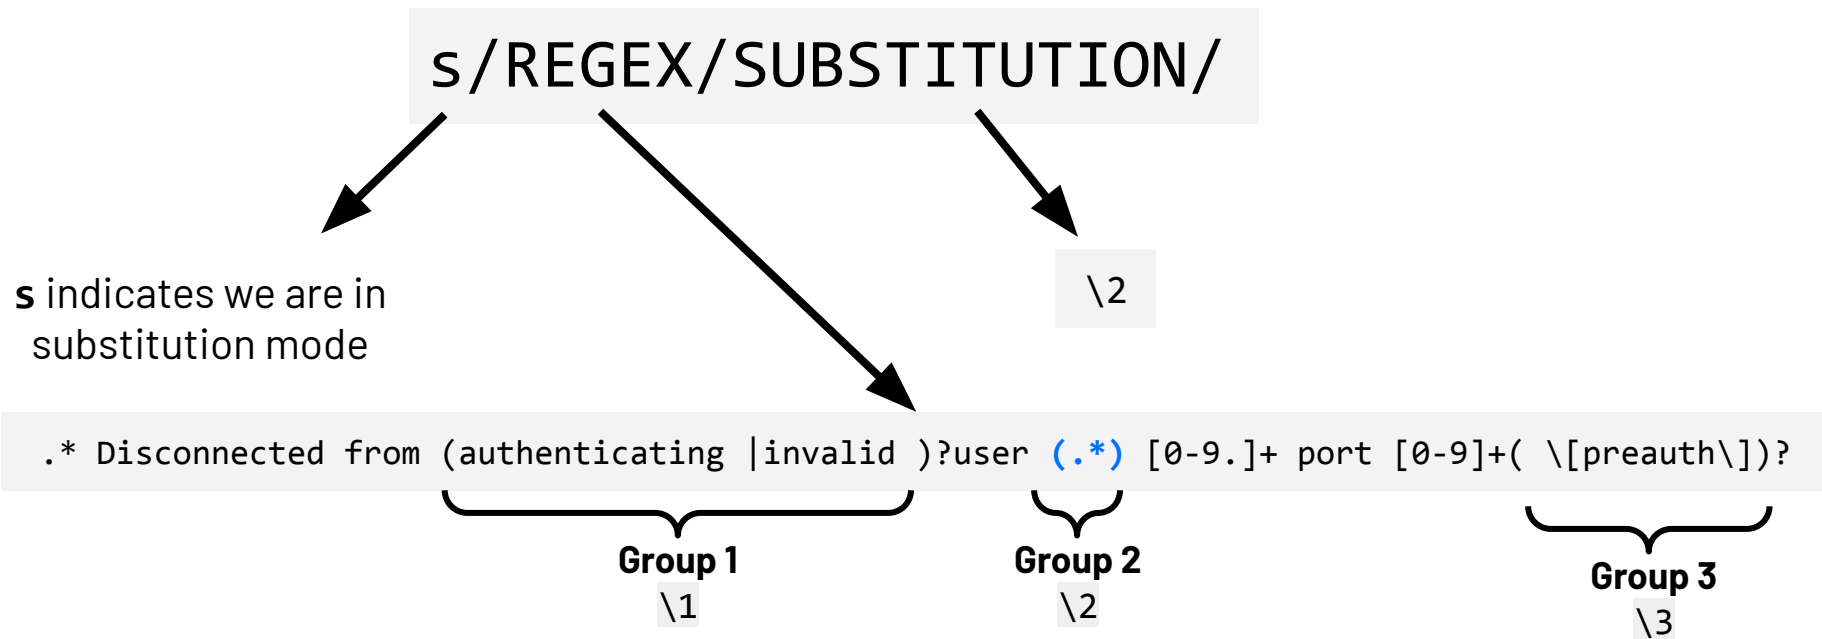 s/REGEX/SUBSTITUTION/
s indicates we are in
substitution mode
\2
.* Disconnected from (authenticating |invalid )?user (.*) [0-9.]+ port [0-9]+( \[preauth\])?
Group 1
\1
Group 2
\2
Group 3
\3